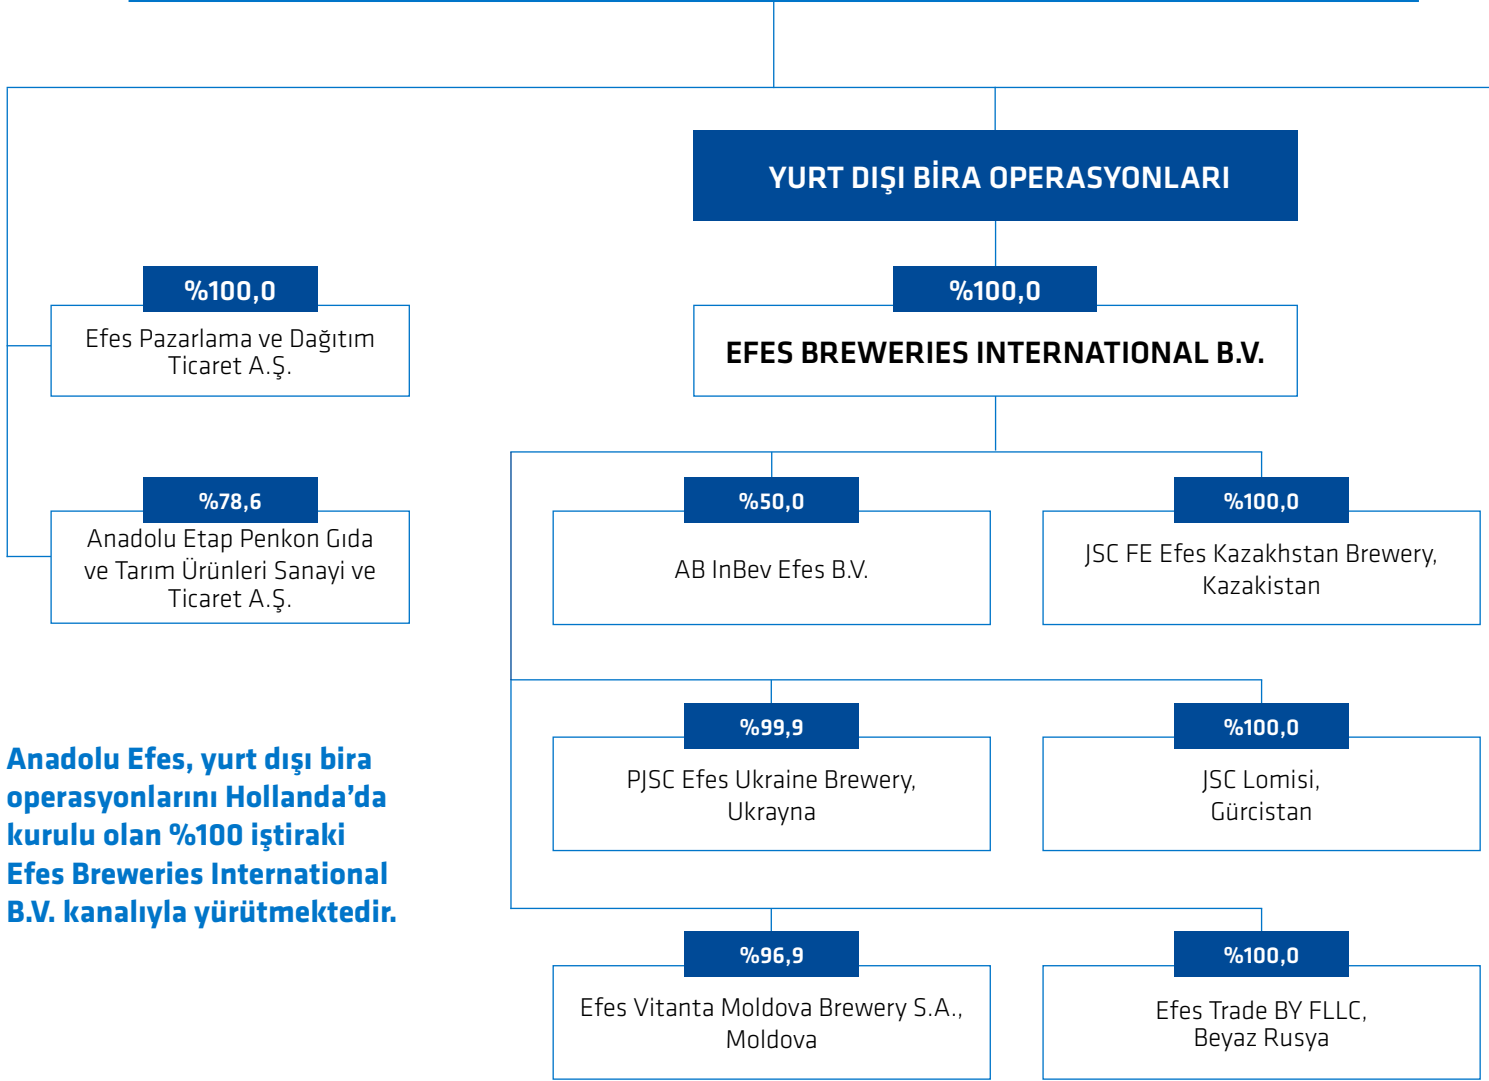 YURT DIŞI BİRA OPERASYONLARI
%100,0
Efes Pazarlama ve Dağıtım
Ticaret A.Ş.
%100,0
EFES BREWERIES INTERNATIONAL B.V.
%78,6
Anadolu Etap Penkon Gıda
ve Tarım Ürünleri Sanayi ve
Ticaret A.Ş.
%50,0
AB InBev Efes B.V.
%100,0
JSC FE Efes Kazakhstan Brewery,
Kazakistan
%99,9
PJSC Efes Ukraine Brewery,
Ukrayna
%100,0
JSC Lomisi,
Gürcistan
Anadolu Efes, yurt dışı bira
operasyonlarını Hollanda’da
kurulu olan %100 iştiraki
Efes Breweries International
B.V. kanalıyla yürütmektedir.
%96,9
Efes Vitanta Moldova Brewery S.A.,
Moldova
%100,0
Efes Trade BY FLLC,
Beyaz Rusya